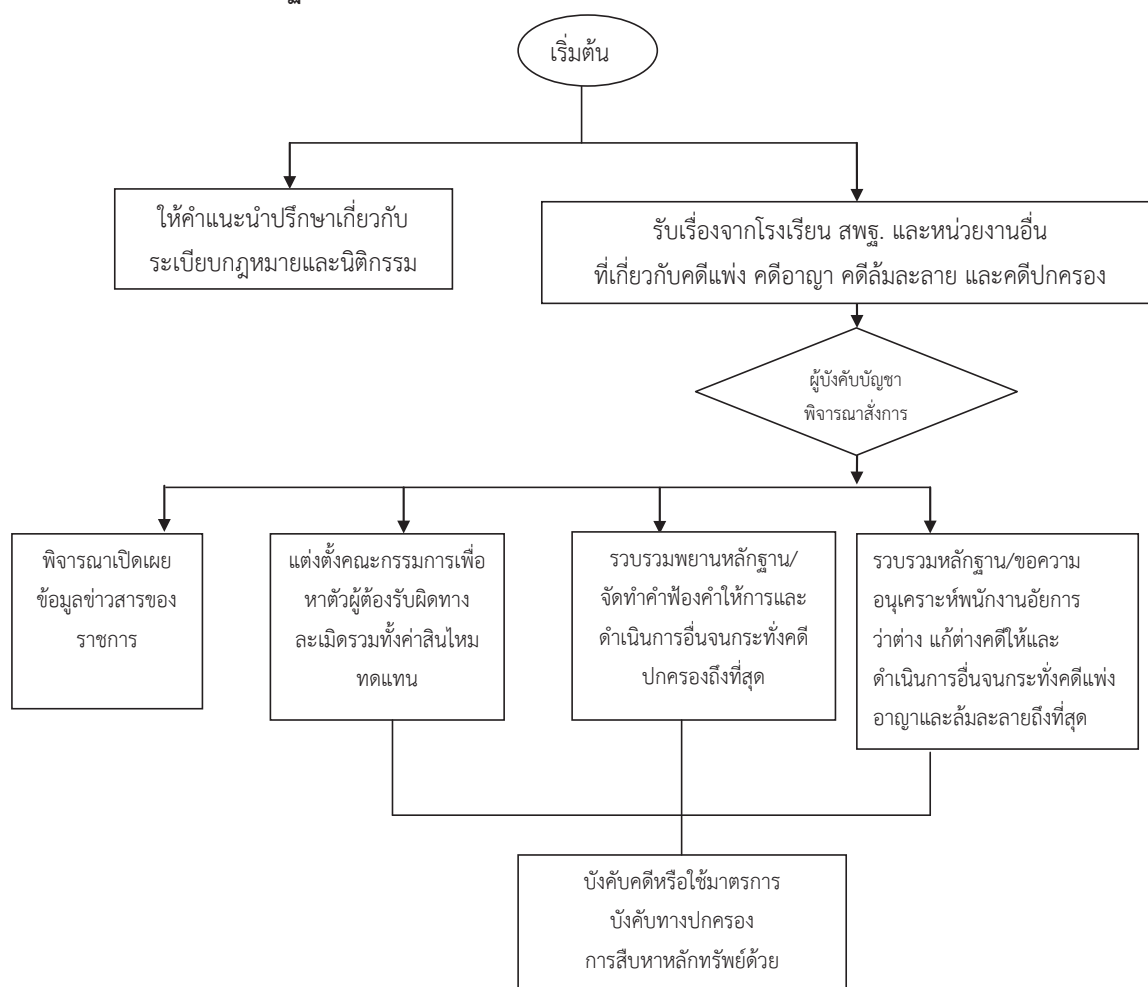 เริ่มต้น
ให้คำแนะนำปรึกษาเกี่ยวกับ
ระเบียบกฎหมายและนิติกรรม
รับเรื่องจากโรงเรียน สพฐ. และหน่วยงานอื่น
ที่เกี่ยวกับคดีแพ่ง คดีอาญา คดีล้มละลาย และคดีปกครอง
ผู้บังคับบัญชา
พิจารณาสั่งการ
พิจารณาเปิดเผย
ข้อมูลข่าวสารของ
ราชการ
แต่งตั้งคณะกรรมการเพื่อ
หาตัวผู้ต้องรับผิดทาง
ละเมิดรวมทั้งค่าสินไหม
ทดแทน
รวบรวมพยานหลักฐาน/
จัดทำคำฟ้องคำให้การและ
ดำเนินการอื่นจนกระทั่งคดี
ปกครองถึงที่สุด
รวบรวมหลักฐาน/ขอความ
อนุเคราะห์พนักงานอัยการ
ว่าต่าง แก้ต่างคดีให้และ
ดำเนินการอื่นจนกระทั่งคดีแพ่ง
อาญาและล้มละลายถึงที่สุด
บังคับคดีหรือใช้มาตรการ
บังคับทางปกครอง
การสืบหาหลักทรัพย์ด้วย